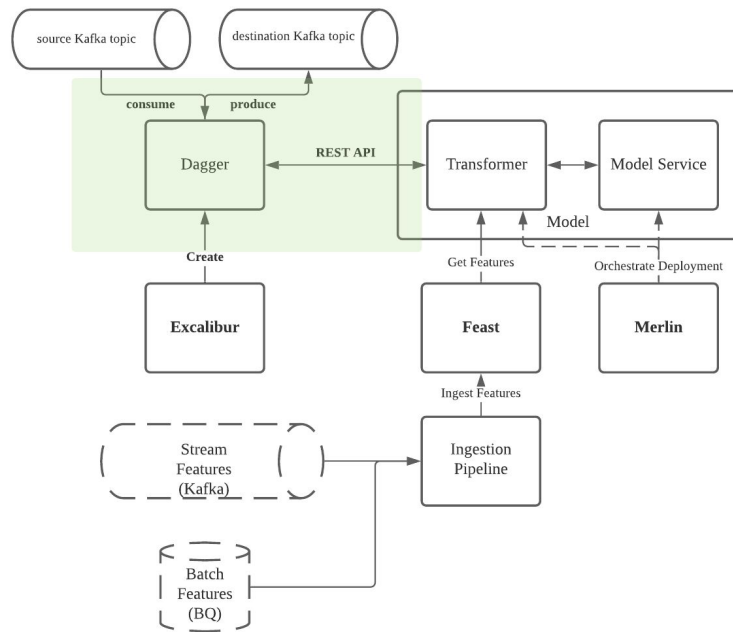 source Kafka topic
destination Kafka topic
consume
produce
Dagger
REST API
Transformer
Model Service
Model
Create
Get Features
Orchestrate Deployment
Excalibur
Feast
Merlin
Ingest Features
Stream
Features
(Kafka)
Ingestion
Pipeline
Batch
Features
(BQ)